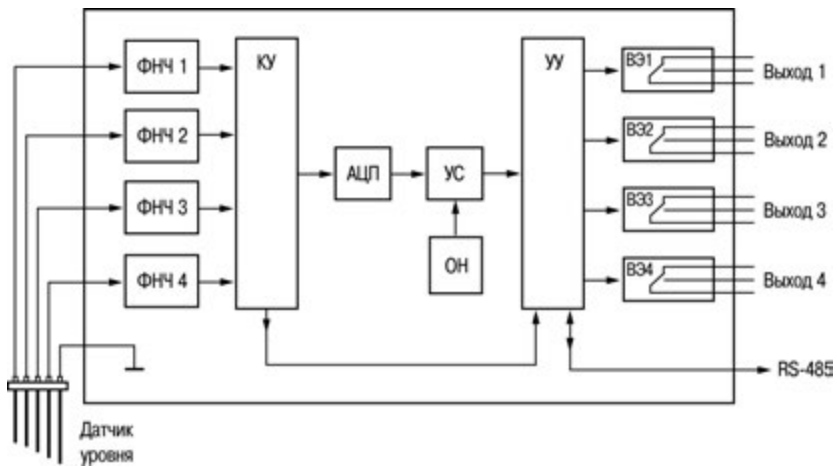 ФНЧ 1
ФНЧ 2
ФНЧ 3
ФНЧ 4
КУ
АЦП
УС
ОН
УУ
ВЭ1
ВЭ2
ВЭ3
ВЭ4
Выход 1
Выход 2
Выход 3
Выход 4
RS-485
Датчик
уровня